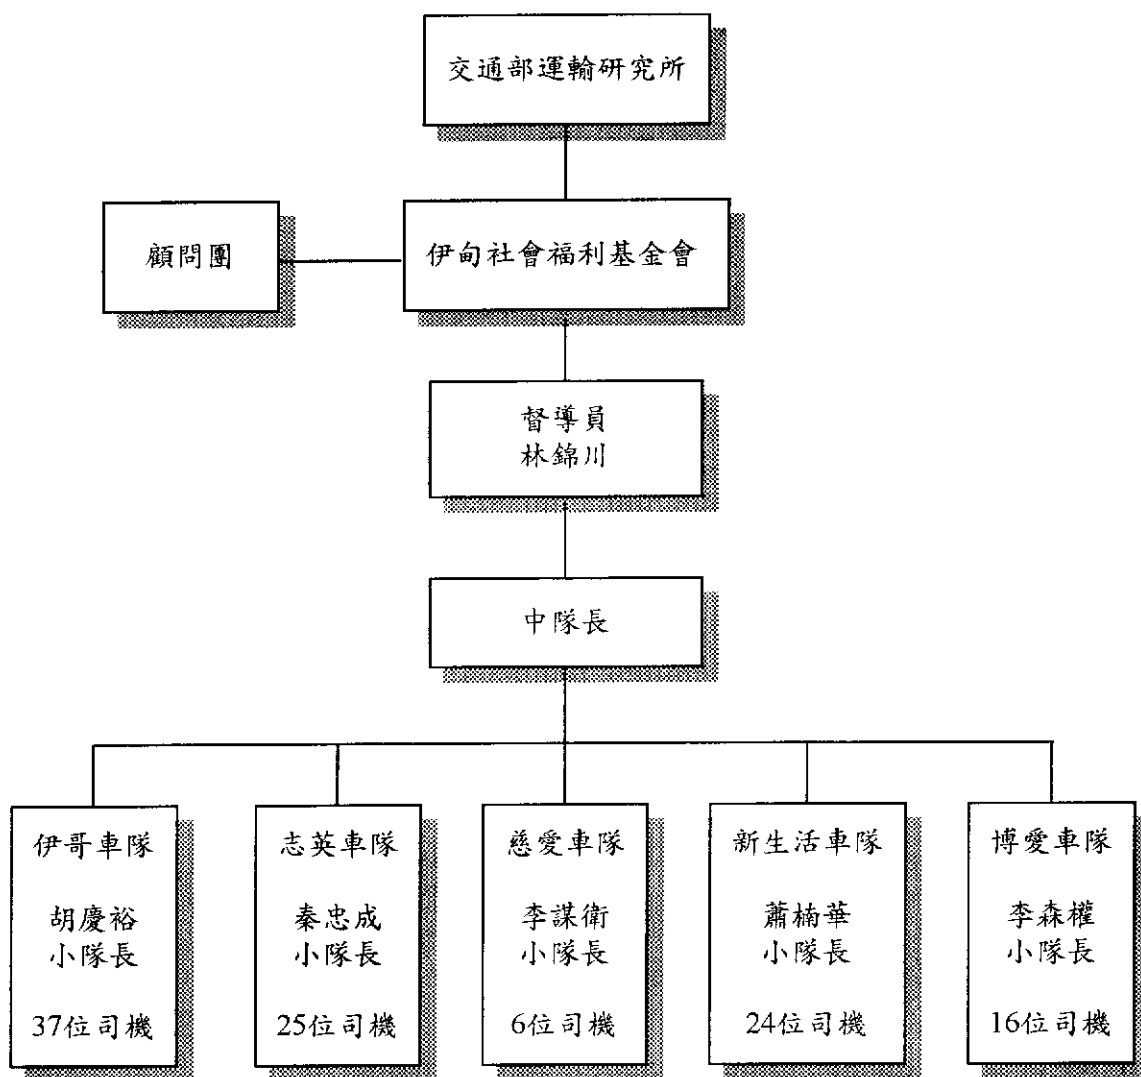 交通部運輸研究所
顧問團
伊甸社會福利基金會
督導員
林錦川
中隊長
伊哥車隊
胡慶裕
小隊長
37位司機
志英車隊
秦忠成
小隊長
25位司機
慈愛車隊
李謀衛
小隊長
6位司機
新生活車隊
蕭楠華
小隊長
24位司機
博愛車隊
李森權
小隊長
16位司機